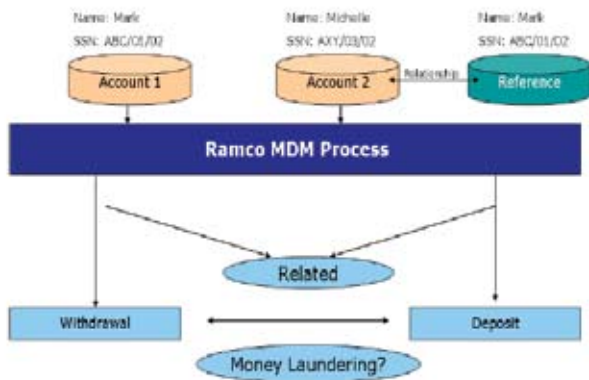 Name: Mark
SSN: ABC/01/02
Name: Michelle
SSN: AXY/03/02
Name: Mark
SSN: ABC/01/02
Account 1
Account 2
Relationship
Reference
Ramco MDM Process
Related
Withdrawal
Deposit
Money Laundering?